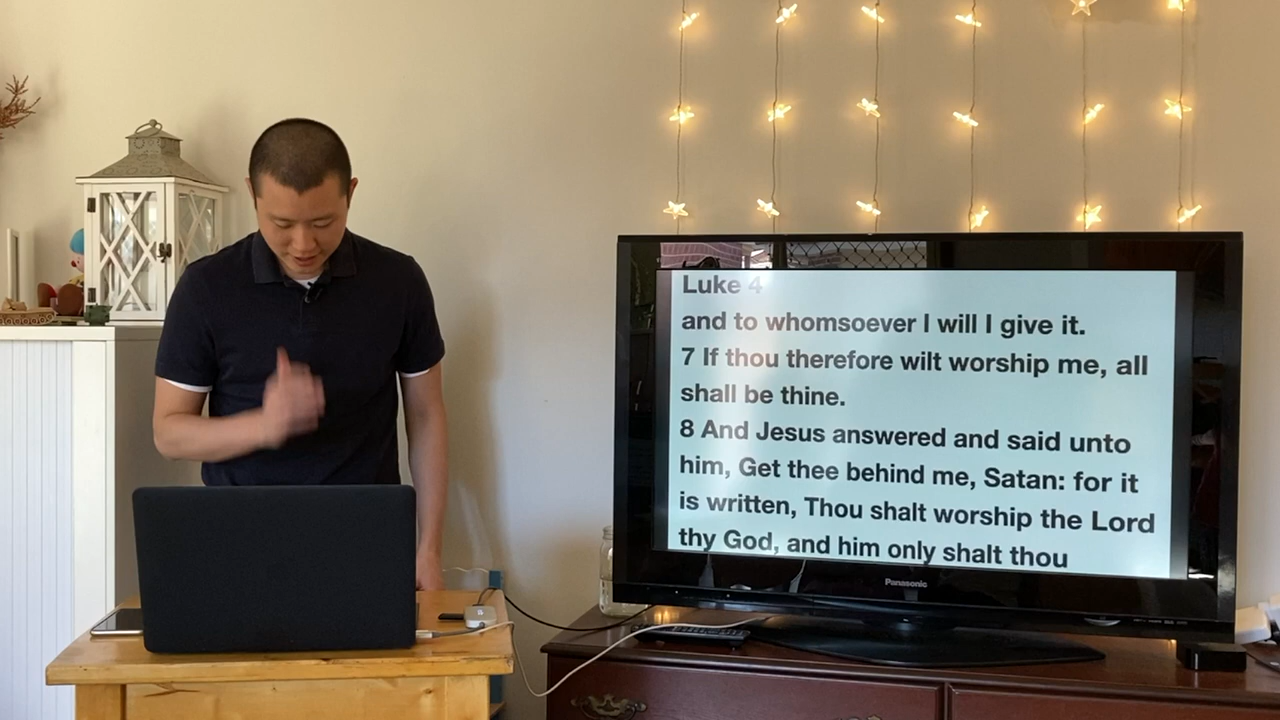 Luke 4
and to whomsoever I will I give it.
7 If thou therefore wilt worship me, all
shall be thine.
8 And Jesus answered and said unto
him, Get thee behind me, Satan: for it
is written, Thou shalt worship the Lord
thy God, and him only shalt thou
Panasonic